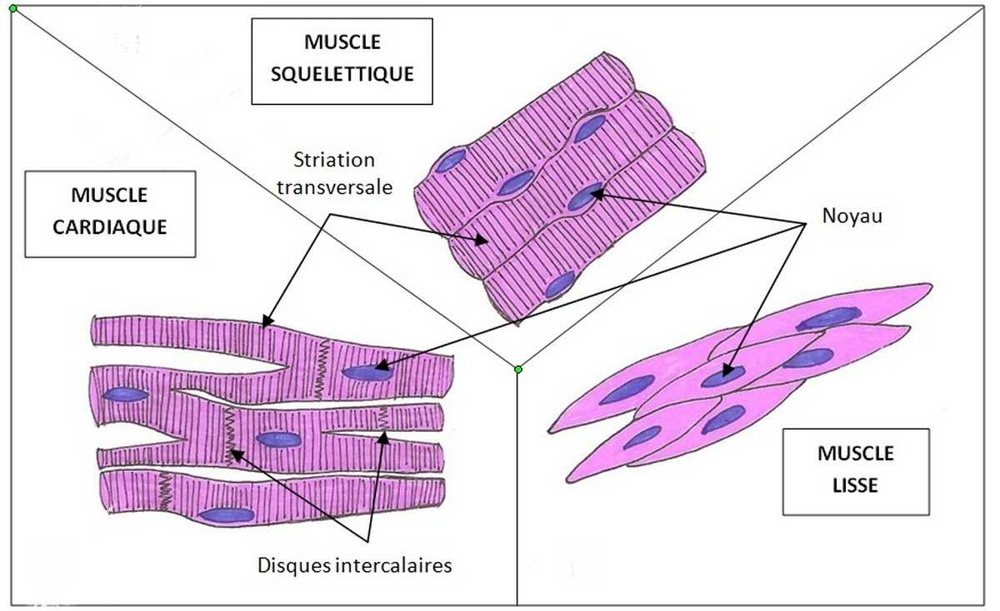 MUSCLE
SQUELETTIQUE
Striation
transversale
MUSCLE
CARDIAQUE
Noyau
MUSCLE
LISSE
Disques intercalaires